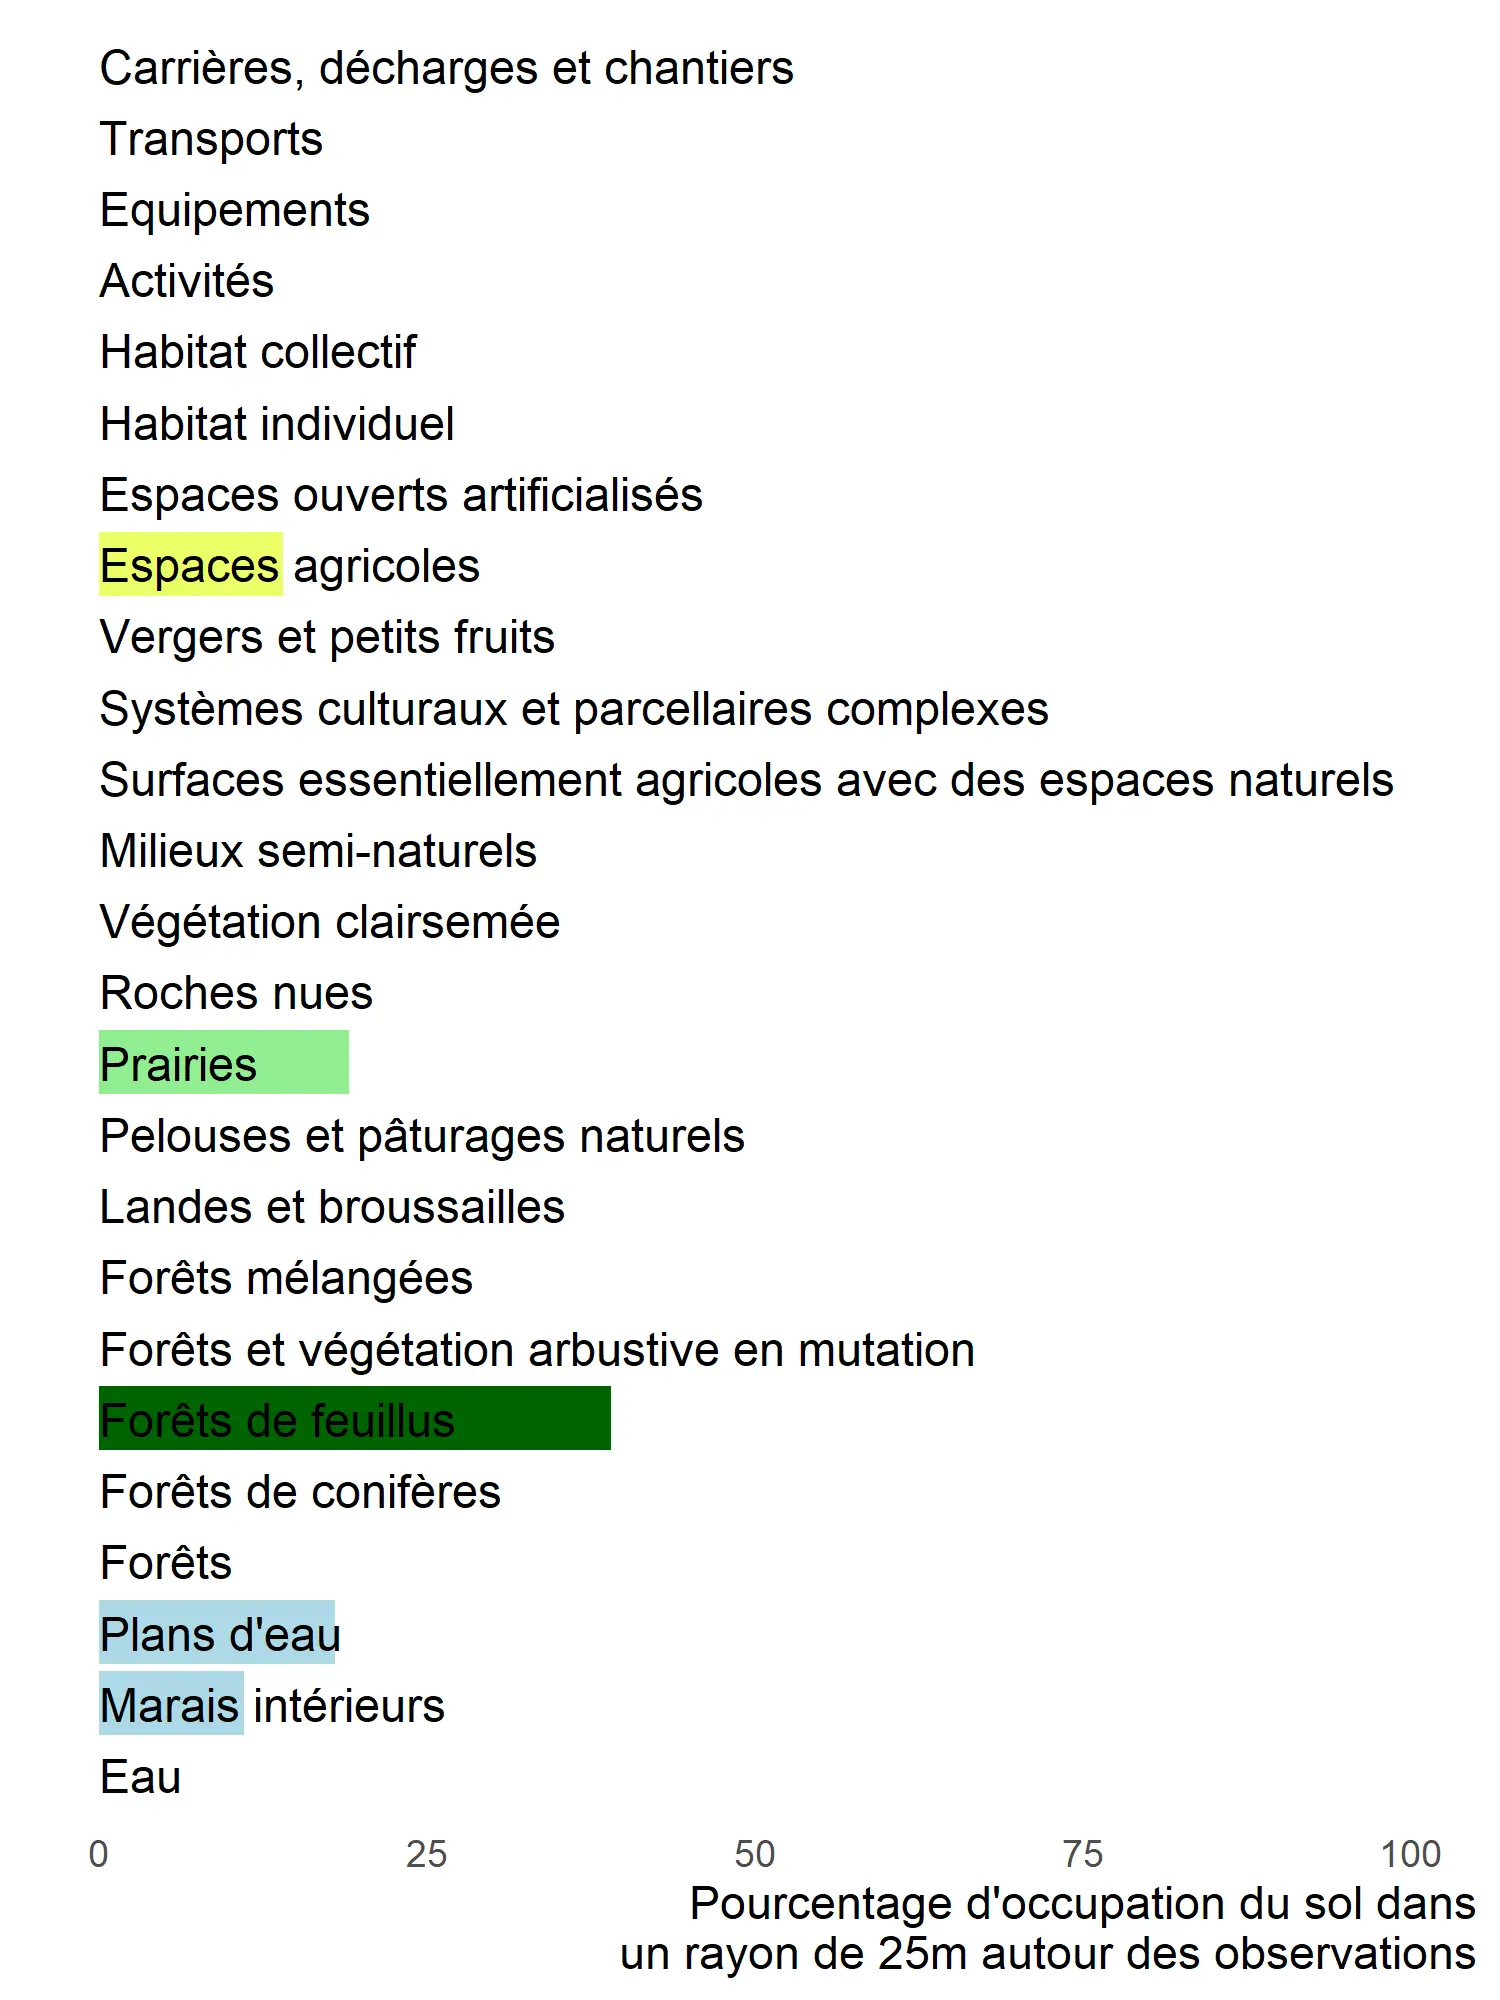 Carrières, décharges et chantiers
Transports
Equipements
Activités
Habitat collectif
Habitat individuel
Espaces ouverts artificialisés
Espaces agricoles
Vergers et petits fruits
Systèmes culturaux et parcellaires complexes
Surfaces essentiellement agricoles avec des espaces naturels
Milieux semi-naturels
Végétation clairsemée
Roches nues
Prairies
Pelouses et pâturages naturels
Landes et broussailles
Forêts mélangées
Forêts et végétation arbustive en mutation
Forêts de feuillus
Forêts de conifères
Forêts
Plans d'eau
Marais intérieurs
Eau
0 25 50 75 100
Pourcentage d'occupation du sol dans
un rayon de 25m autour des observations